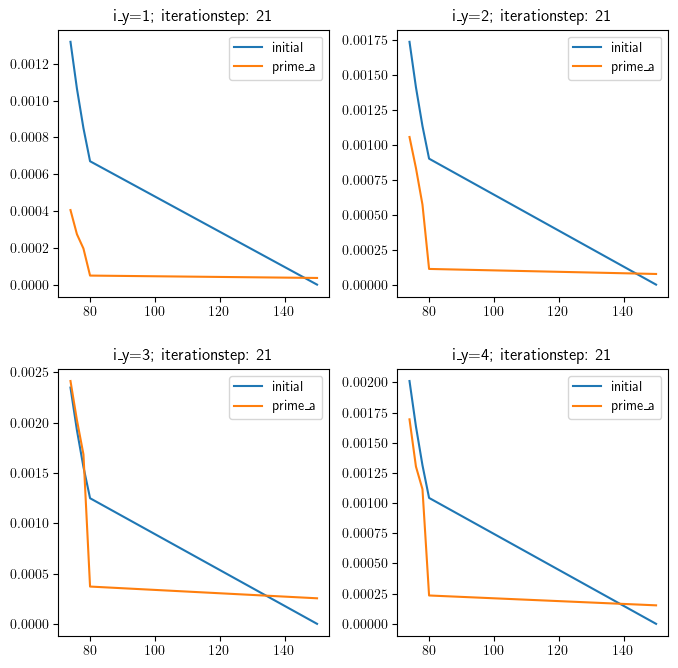 i_y=1; iterationstep: 21
initial
prime_a
0.0012
0.0010
0.0008
0.0006
0.0004
0.0002
0.0000
80 100 120 140
i_y=2; iterationstep: 21
initial
prime_a
0.00175
0.00150
0.00125
0.00100
0.00075
0.00050
0.00025
0.00000
80 100 120 140
i_y=3; iterationstep: 21
initial
prime_a
0.0025
0.0020
0.0015
0.0010
0.0005
0.0000
80 100 120 140
i_y=4; iterationstep: 21
initial
prime_a
0.00200
0.00175
0.00150
0.00125
0.00100
0.00075
0.00050
0.00025
0.00000
80 100 120 140